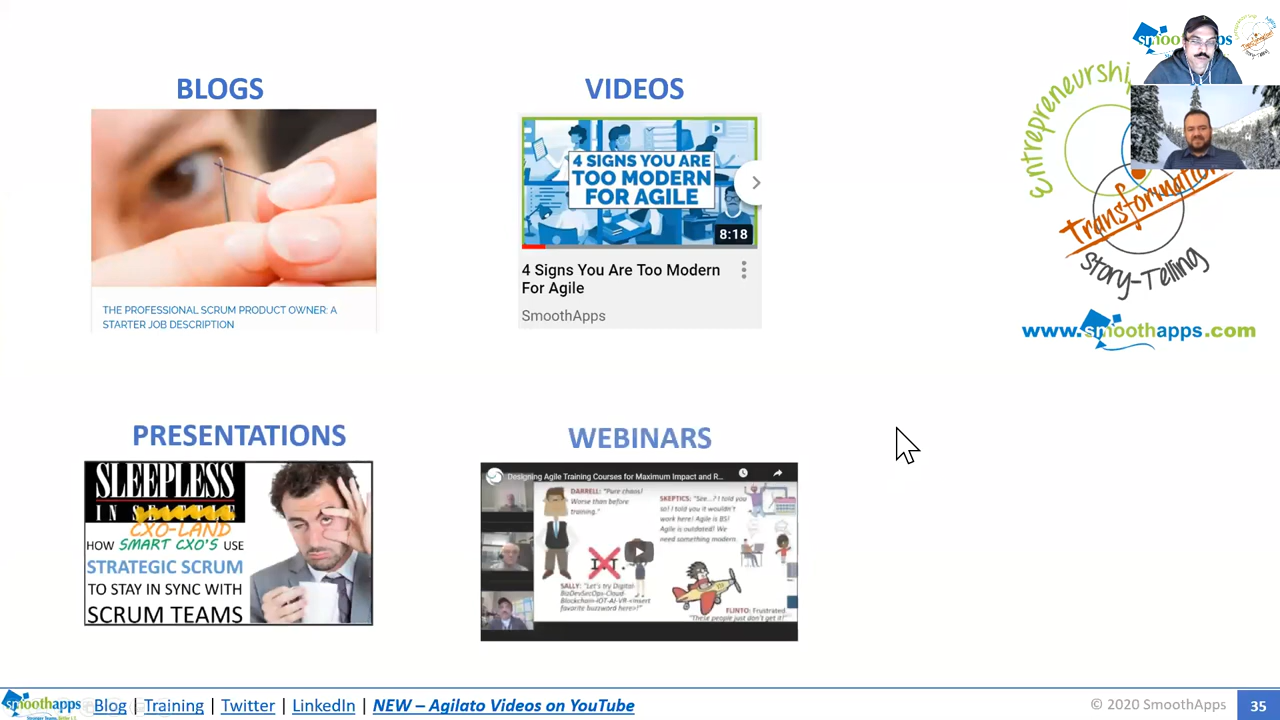 BLOGS
THE PROFESSIONAL SCRUM PRODUCT OWNER: A
STARTER JOB DESCRIPTION
VIDEOS
4 SIGNS YOU ARE
TOO MODERN
FOR AGILE
8:18
4 Signs You Are Too Modern
For Agile
SmoothApps
Transformation
Story-Telling
www.smoothapps.com
PRESENTATIONS
SLEEPLESS
IN
CXO-LAND
HOW SMART CXO'S USE
STRATEGIC SCRUM
TO STAY IN SYNC WITH
SCRUM TEAMS
WEBINARS
Designing Agile Training Courses for Maximum Impact and R...
DARRELL: "Pure chaos!
Worse than before
training."
SKEPTICS: "See...? I told you
so! I told you it wouldn't
work here! Agile is BS!
Agile is outdated! We
need something modern.
SALLY: "Let's try Digital-
BizDevSecOps-Cloud-
Blockchain-IOT-AI-VR-<insert
favorite buzzword here>!"
FLINTO: Frustrated
"These people just don't get it!"
smoothapps
Blog | Training | Twitter | LinkedIn | NEW – Agilato Videos on YouTube
© 2020 SmoothApps
35